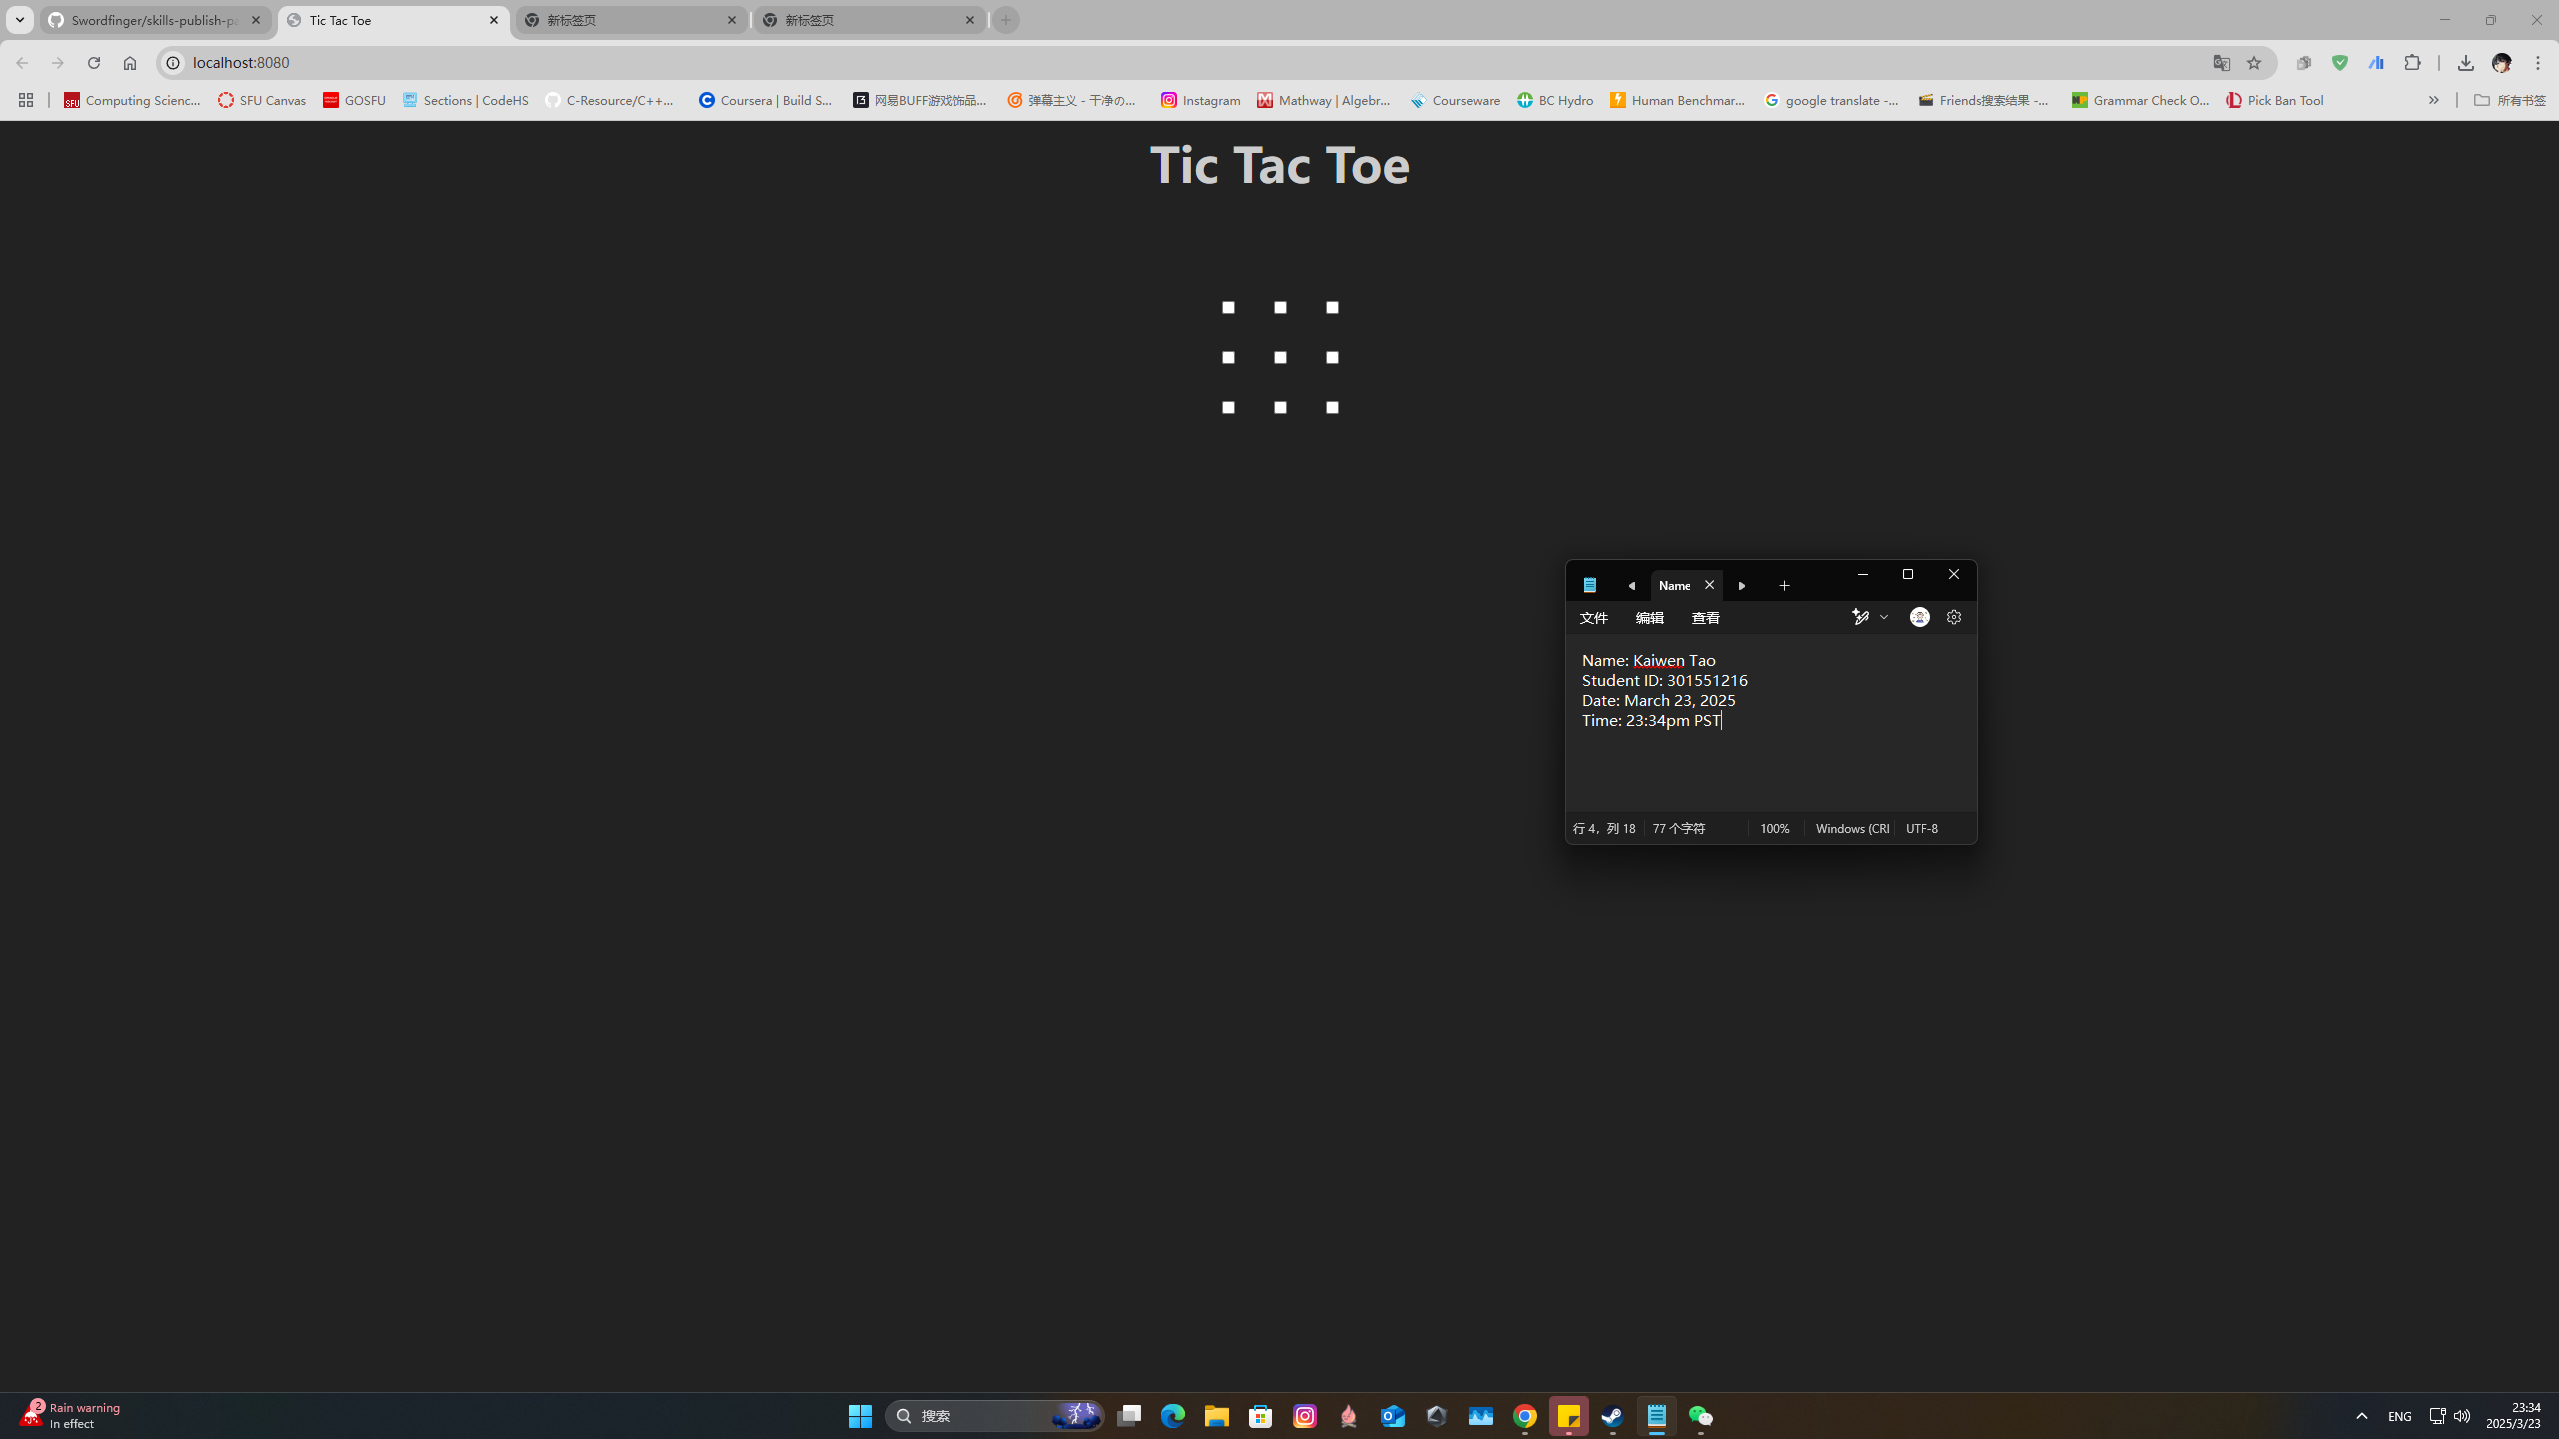 Swordfinger/skills-publish-pa
Tic Tac Toe
新标签页
新标签页
localhost:8080
Computing Scienc...
SFU Canvas
GOSFU
Sections | CodeHS
C-Resource/C++...
Coursera | Build S...
网易BUFF游戏饰品...
弹幕主义 - 干净の...
Instagram
Mathway | Algebr...
Courseware
BC Hydro
Human Benchmar...
google translate -...
Friends搜索结果 -...
Grammar Check O...
Pick Ban Tool
所有书签
Tic Tac Toe
Name
文件
编辑
查看
Name: Kaiwen Tao
Student ID: 301551216
Date: March 23, 2025
Time: 23:34pm PST
行 4，列 18
77 个字符
100%
Windows (CRI
UTF-8
2
Rain warning
In effect
搜索
ENG
23:34
2025/3/23